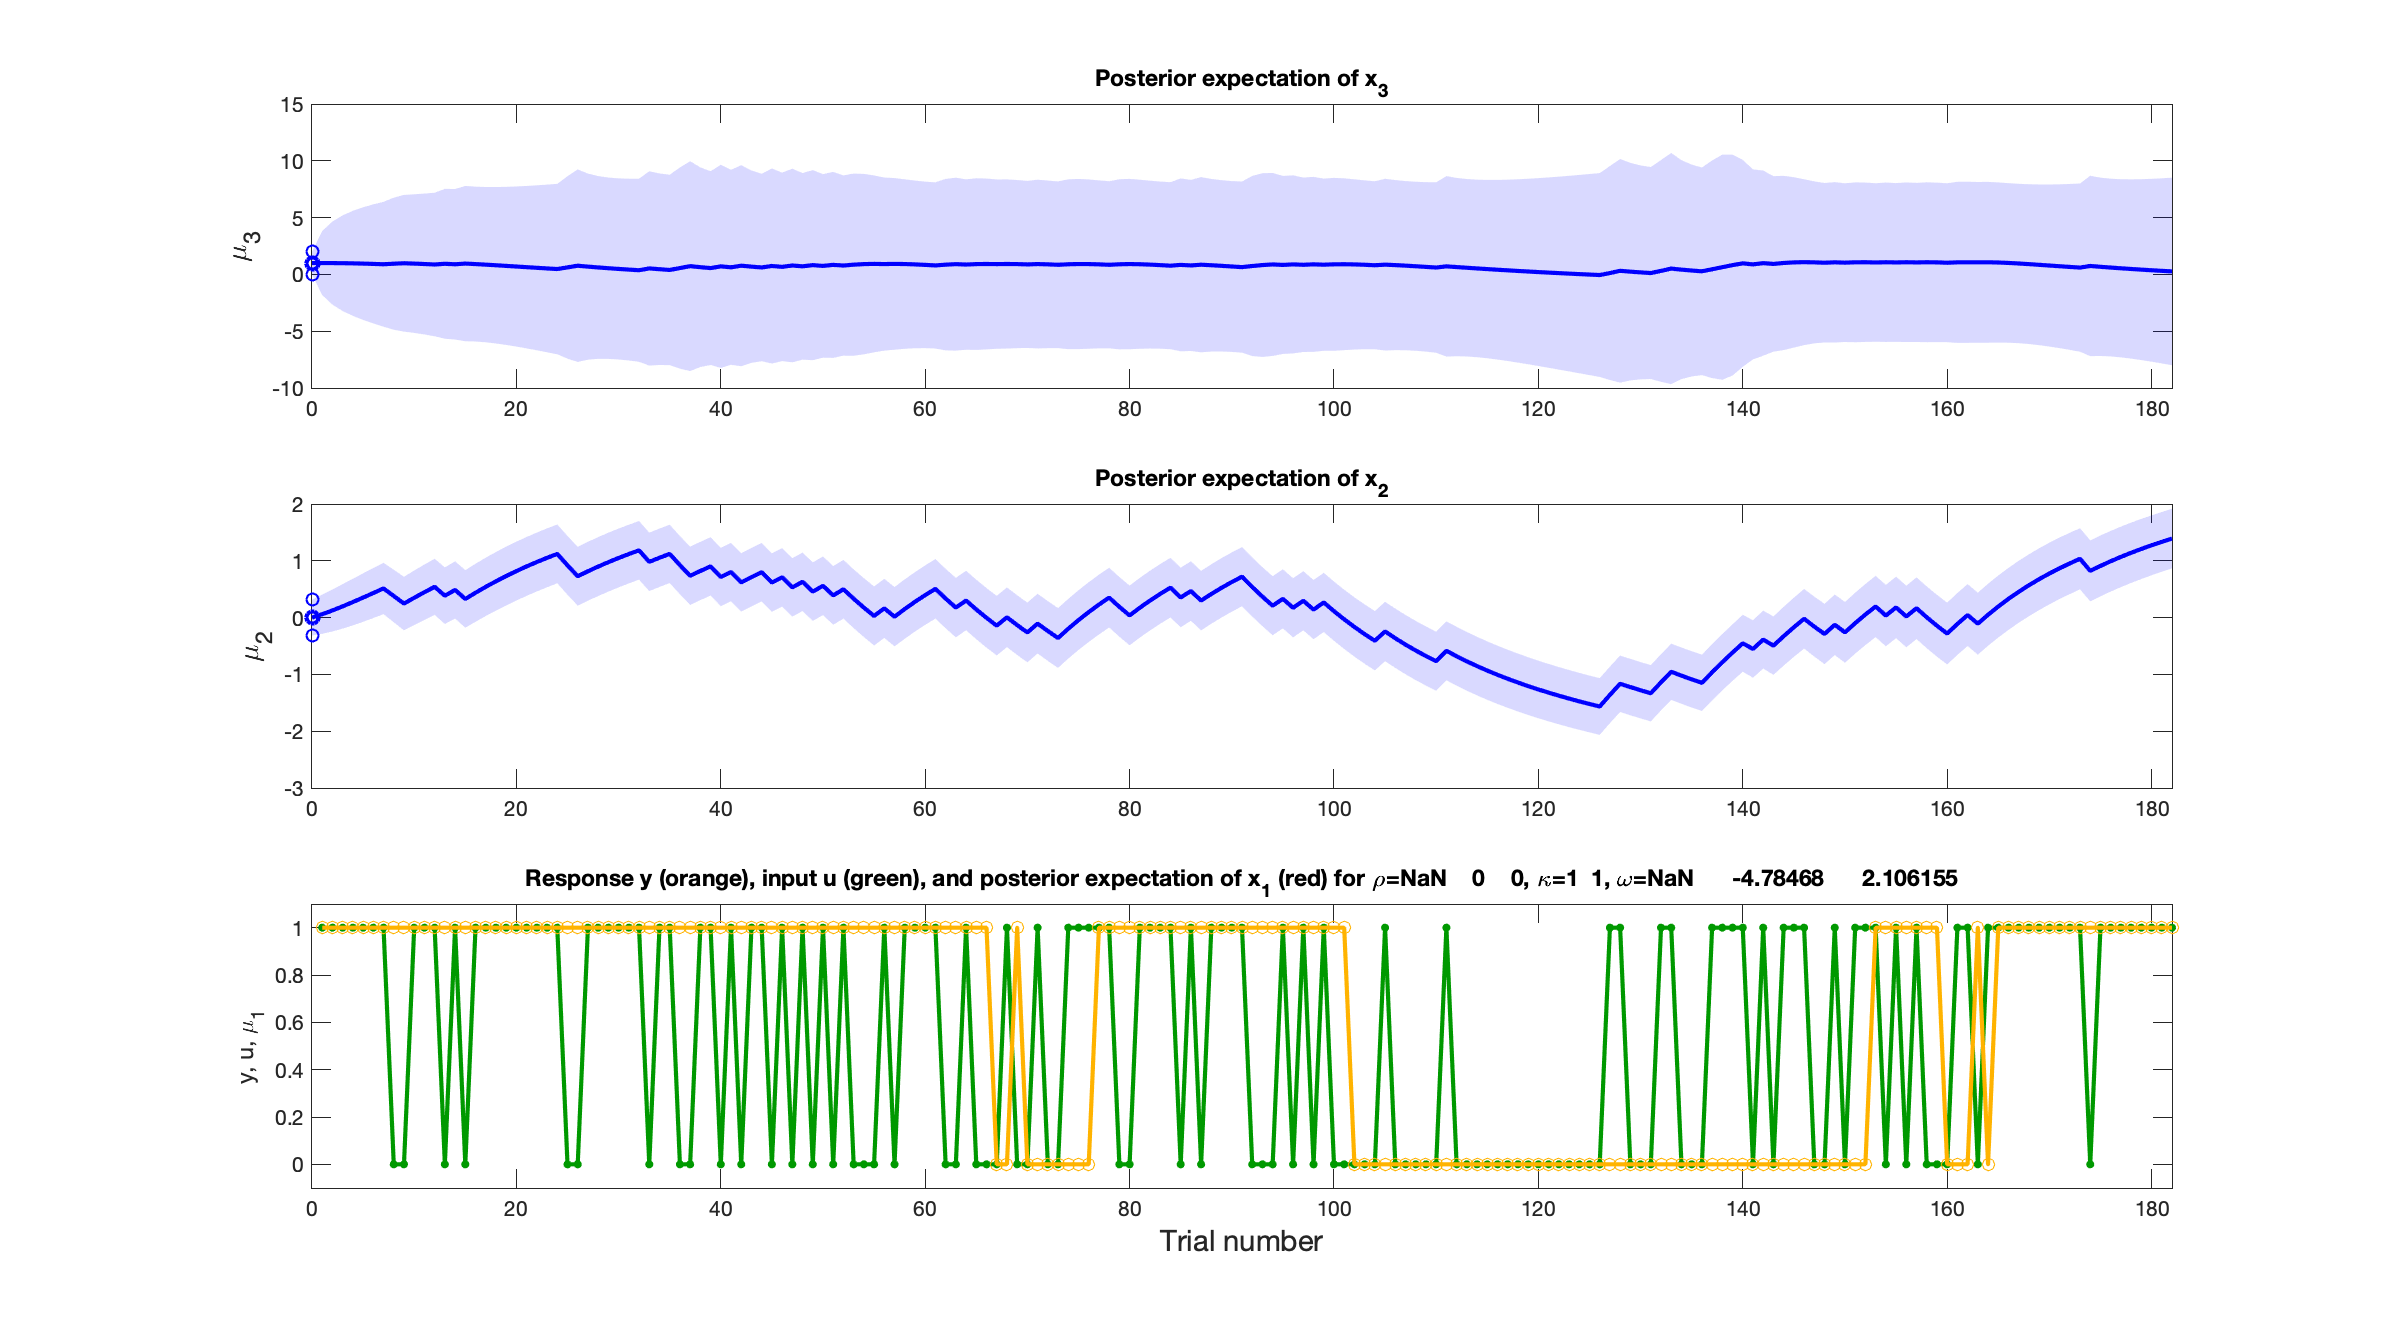 Posterior expectation of x₃
15
10
5
0
-5
-10
μ₃
0 20 40 60 80 100 120 140 160 180
Posterior expectation of x₂
2
1
0
-1
-2
-3
μ₂
0 20 40 60 80 100 120 140 160 180
Response y (orange), input u (green), and posterior expectation of x₁ (red) for ρ=NaN 0 0, κ=1 1, ω=NaN -4.78468 2.106155
1
0.8
0.6
0.4
0.2
0
y, u, μ₁
0 20 40 60 80 100 120 140 160 180
Trial number